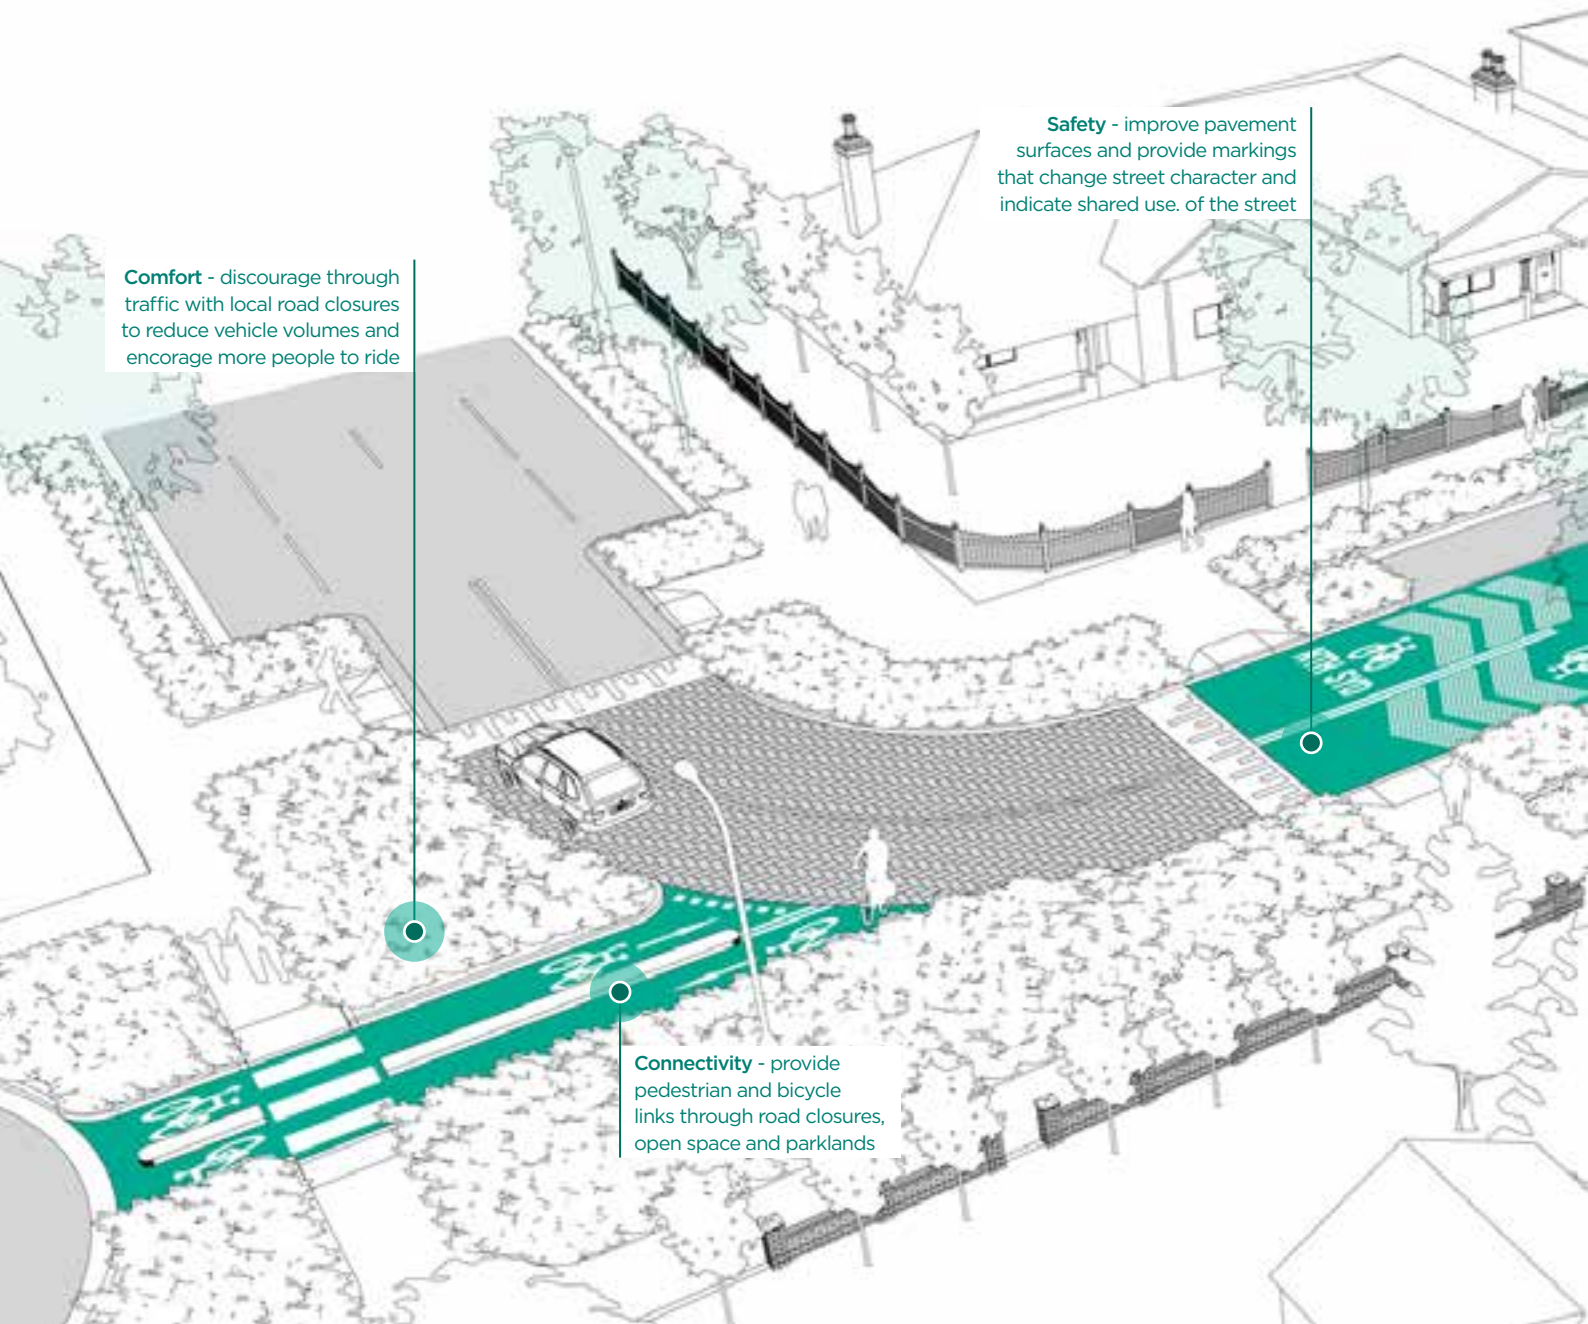 Safety - improve pavement
surfaces and provide markings
that change street character and
indicate shared use. of the street
Comfort - discourage through
traffic with local road closures
to reduce vehicle volumes and
encorage more people to ride
Connectivity - provide
pedestrian and bicycle
links through road closures,
open space and parklands